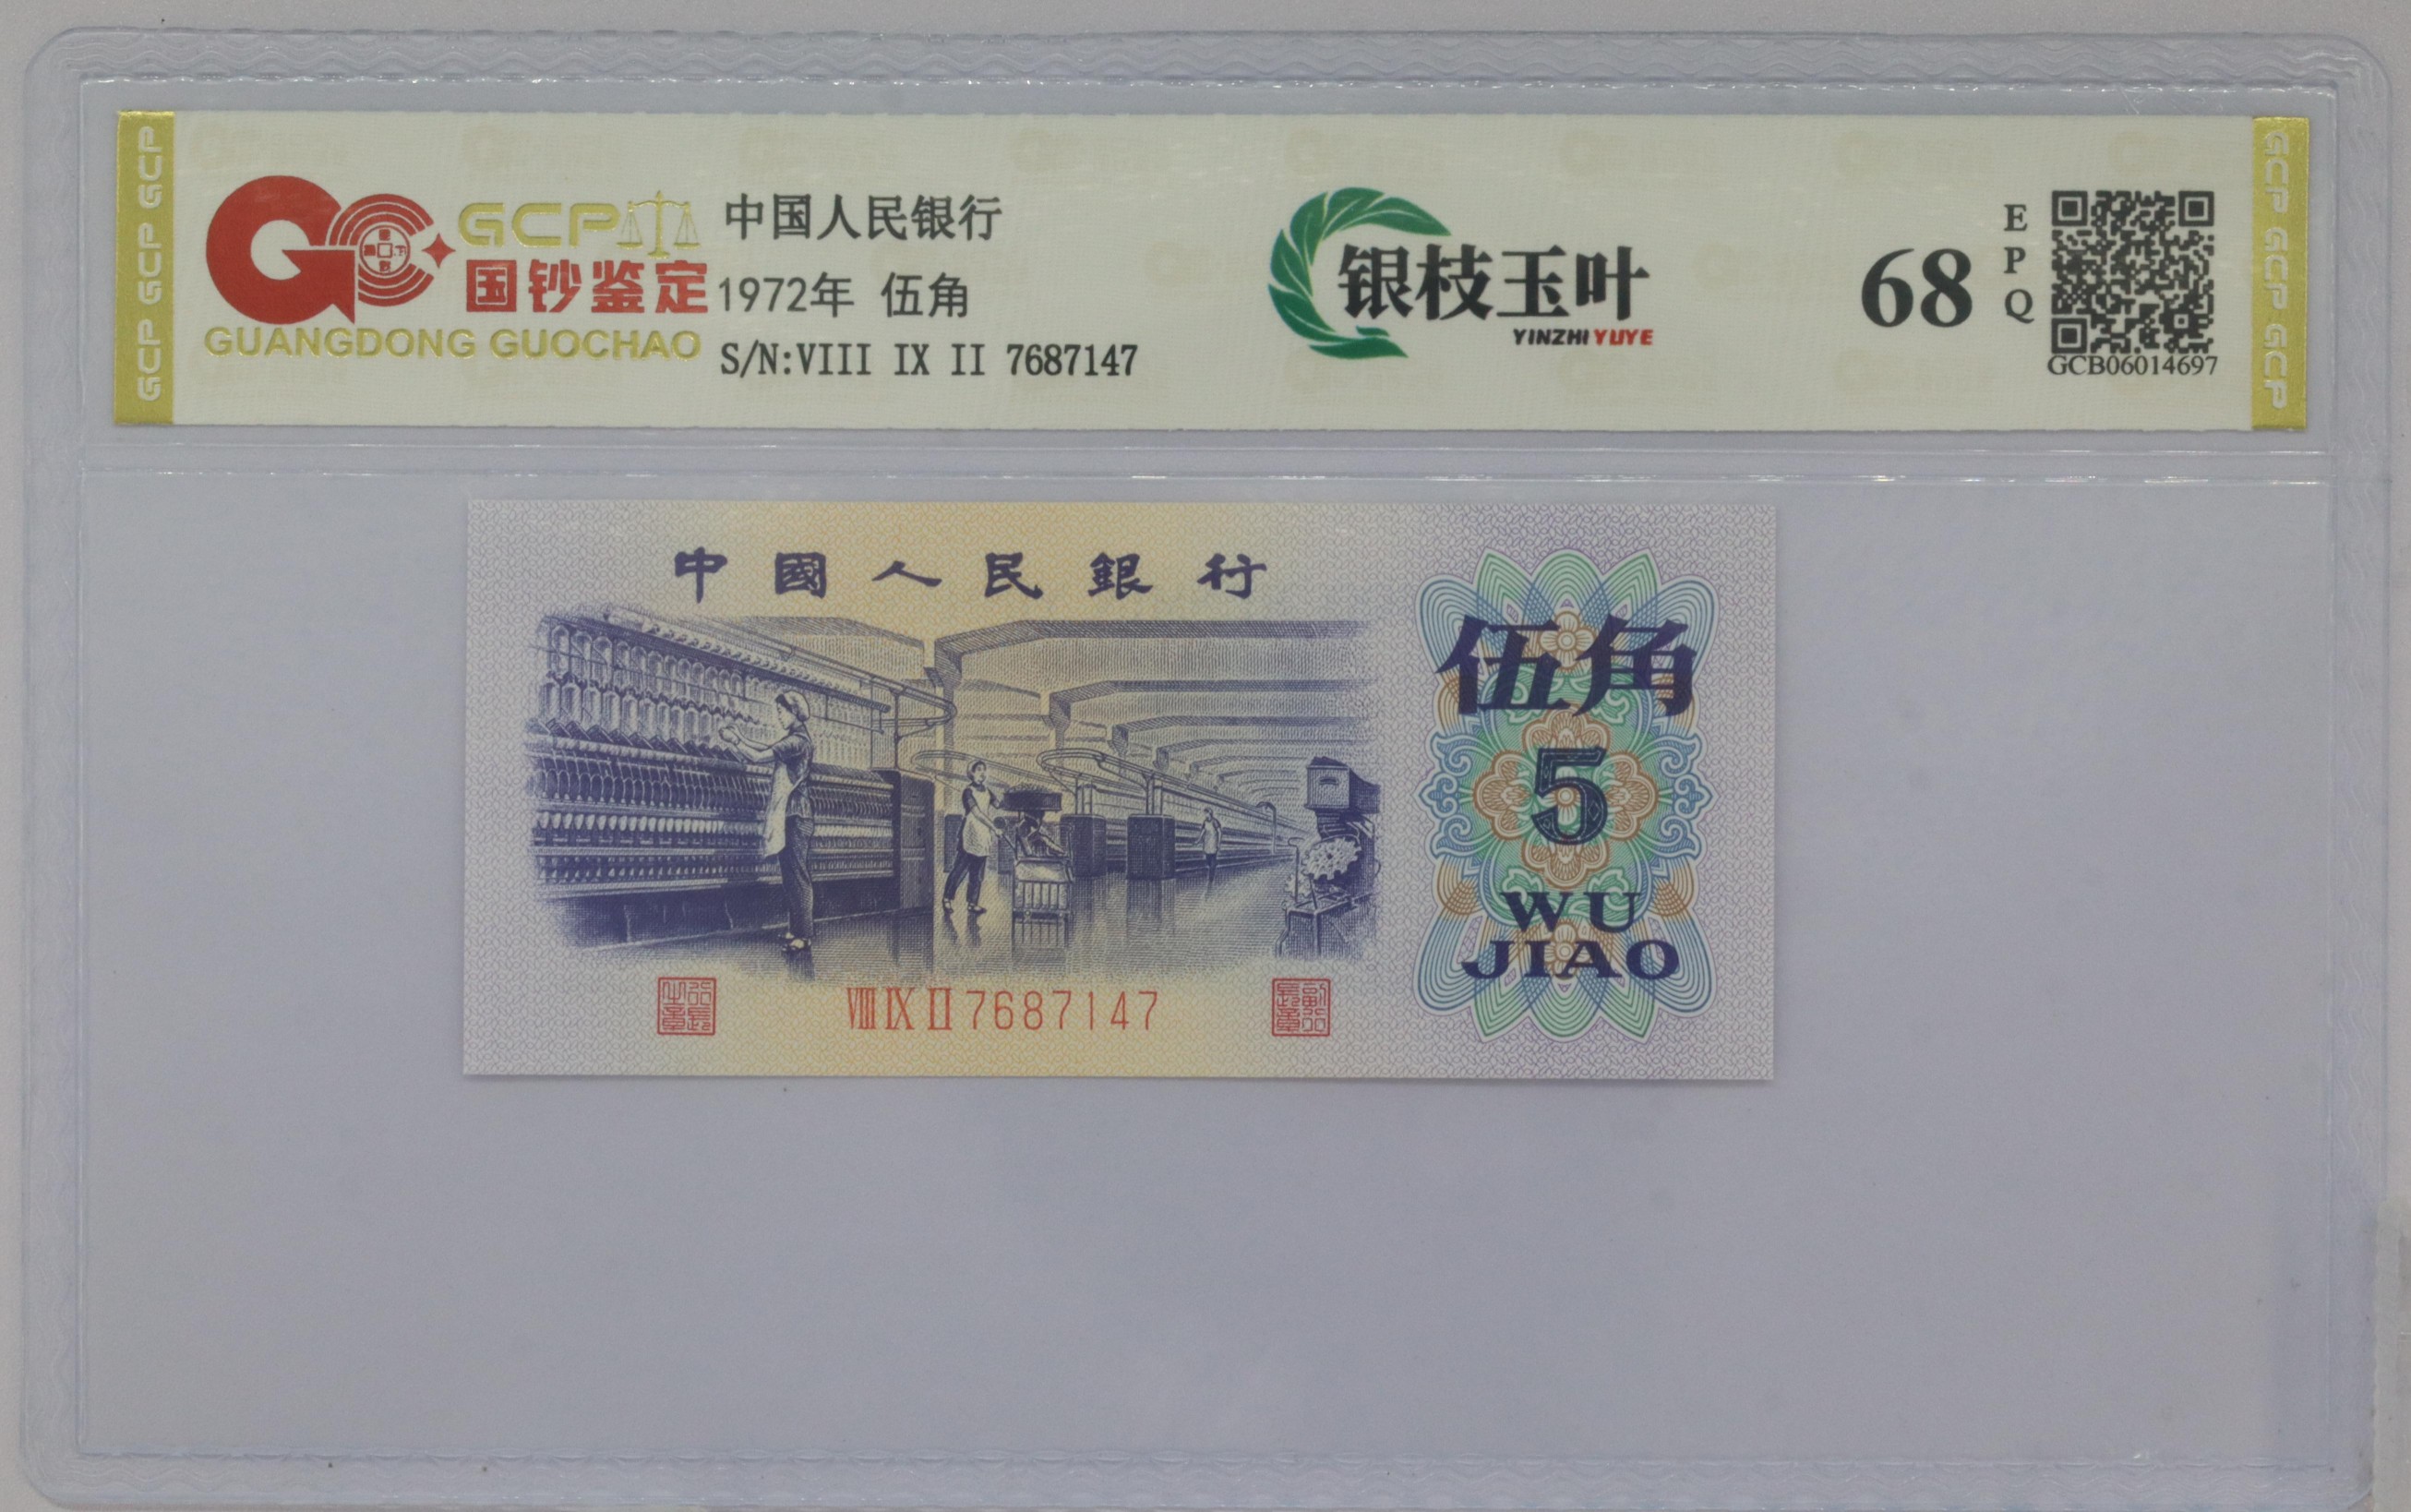 GCP GCP GCP
GCP
国钞鉴定
GUANGDONG GUOCHAO
中国人民银行
1972年 伍角
S/N:VIII IX II 7687147
银枝玉叶
YINZHI YUYE
68
EPQ
GCB06014697
GCP GCP GCP
中國人民銀行
伍角
5
WU
JIAO
VIII IX II 7687147